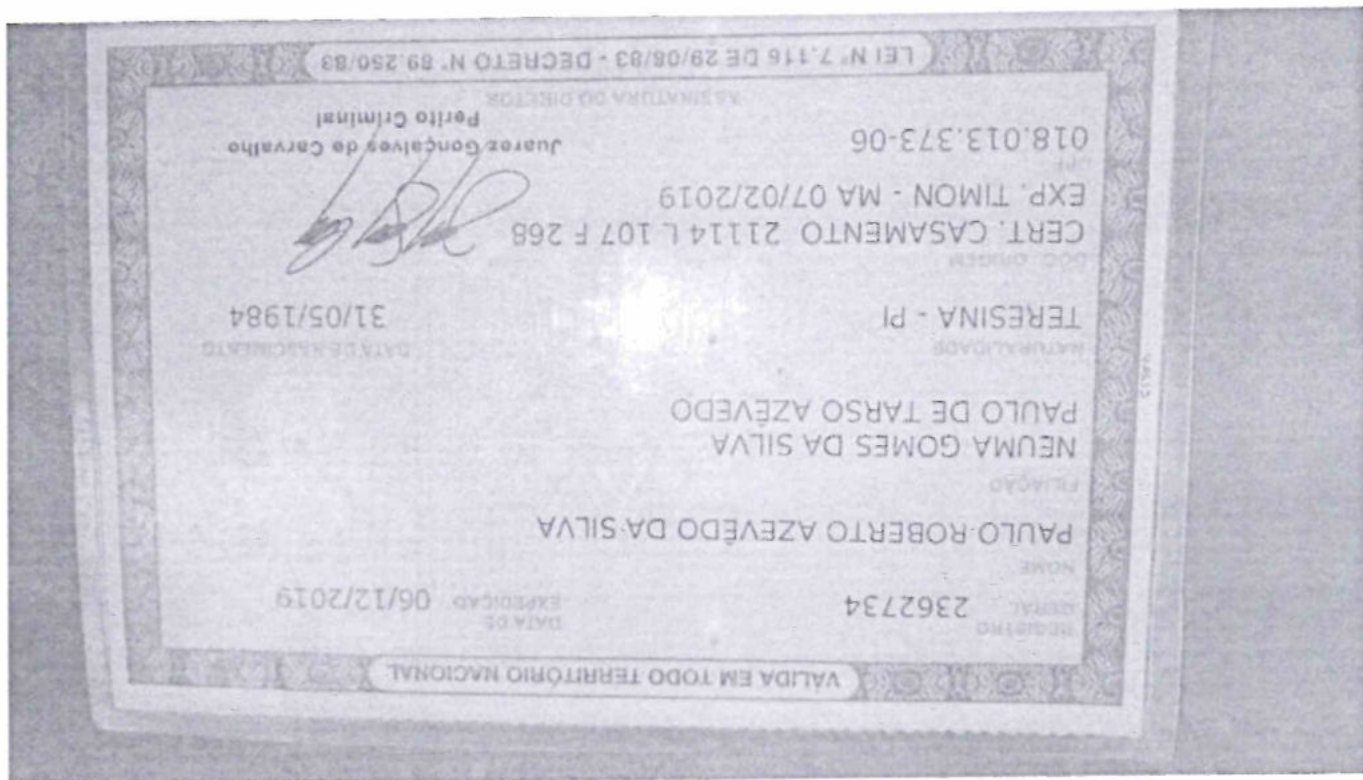 VALIDA EM TODO TERRITÓRIO NACIONAL
REGISTRO GERAL 2362734 DATA DE EXPEDIÇÃO 06/12/2019
NOME
PAULO ROBERTO AZEVÊDO DA SILVA
FILIAÇÃO
NEUMA GOMES DA SILVA
PAULO DE TARSO AZEVÊDO
NATURALIDADE DATA DE NASCIMENTO
TERESINA - PI 31/05/1984
DOC. ORIGEM
CERT. CASAMENTO 21114 L 107 F 268
EXP. TIMON - MA 07/02/2019
CPF
018.013.373-06
Juarez Gonçalves de Carvalho
Perito Criminal
ASSINATURA DO DIRETOR
LEI Nº 7.116 DE 29/08/83 - DECRETO Nº 89.250/83